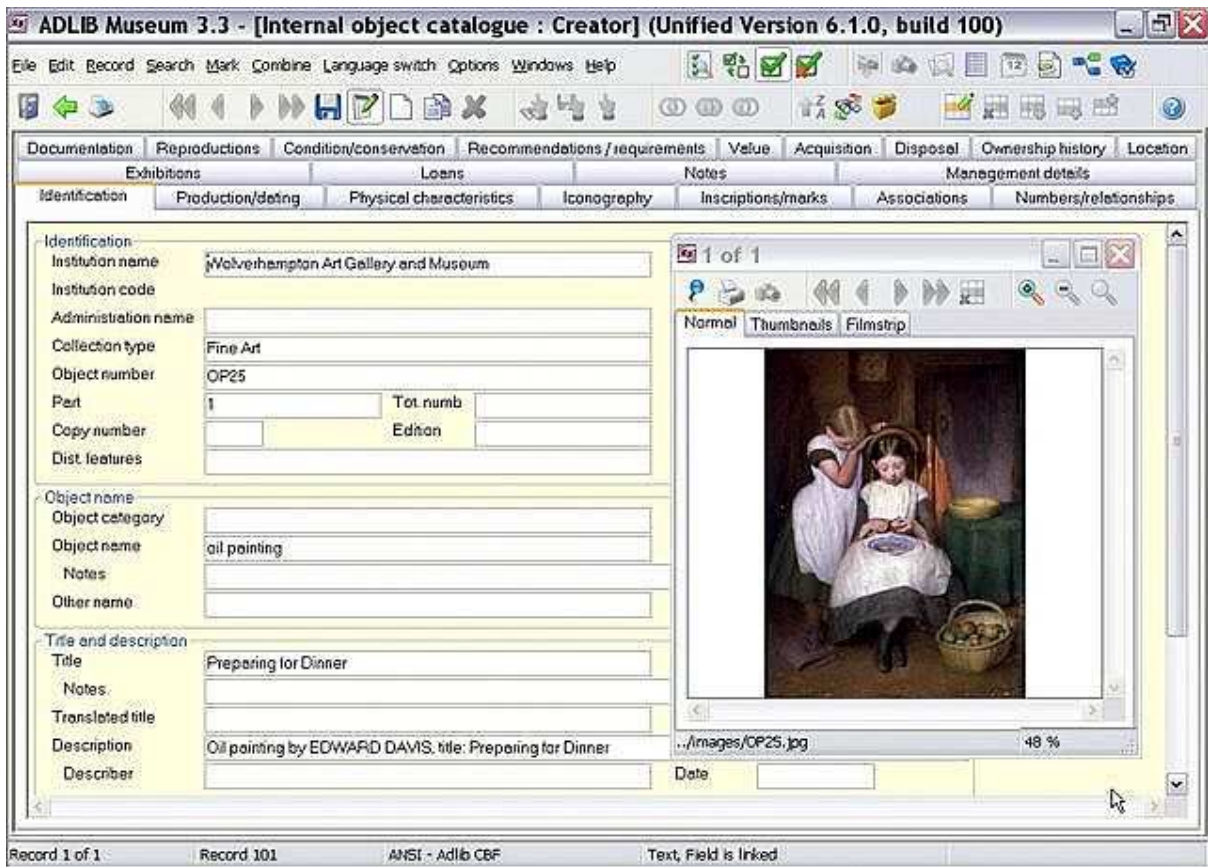 ADLIB Museum 3.3 - [Internal object catalogue : Creator] (Unified Version 6.1.0, build 100)
File Edit Record Search Mark Combine Language switch Options Windows Help
Documentation Reproductions Condition/conservation Recommendations / requirements Value Acquisition Disposal Ownership history Location
Exhibitions Loans Notes Management details
Identification Production/dating Physical characteristics Iconography Inscriptions/marks Associations Numbers/relationships
Identification
Institution name Wolverhampton Art Gallery and Museum
Institution code
Administration name
Collection type Fine Art
Object number OP25
Part 1 Tot. numb
Copy number Edition
Dist. features
Object name
Object category
Object name oil painting
Notes
Other name
Title and description
Title Preparing for Dinner
Notes
Translated title
Description Oil painting by EDWARD DAVIS, title: Preparing for Dinner
Describer Date
1 of 1
Normal Thumbnails Filmstrip
../images/OP25.jpg 48 %
Record 1 of 1 Record 101 ANSI - Adlib CBF Text, Field is linked